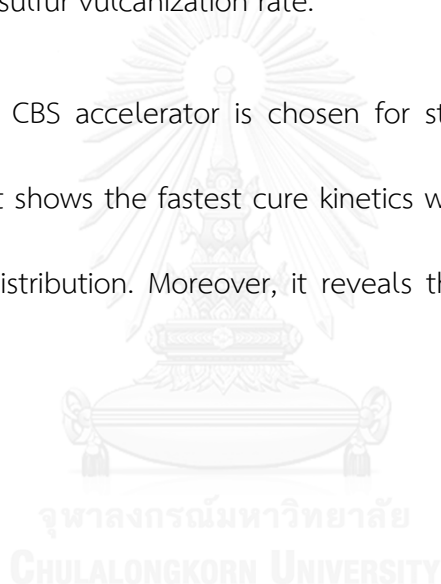 sulfur vulcanization rate.
CBS accelerator is chosen for st
t shows the fastest cure kinetics w
istribution. Moreover, it reveals th
จุฬาลงกรณ์มหาวิทยาลัย
CHULALONGKORN UNIVERSITY